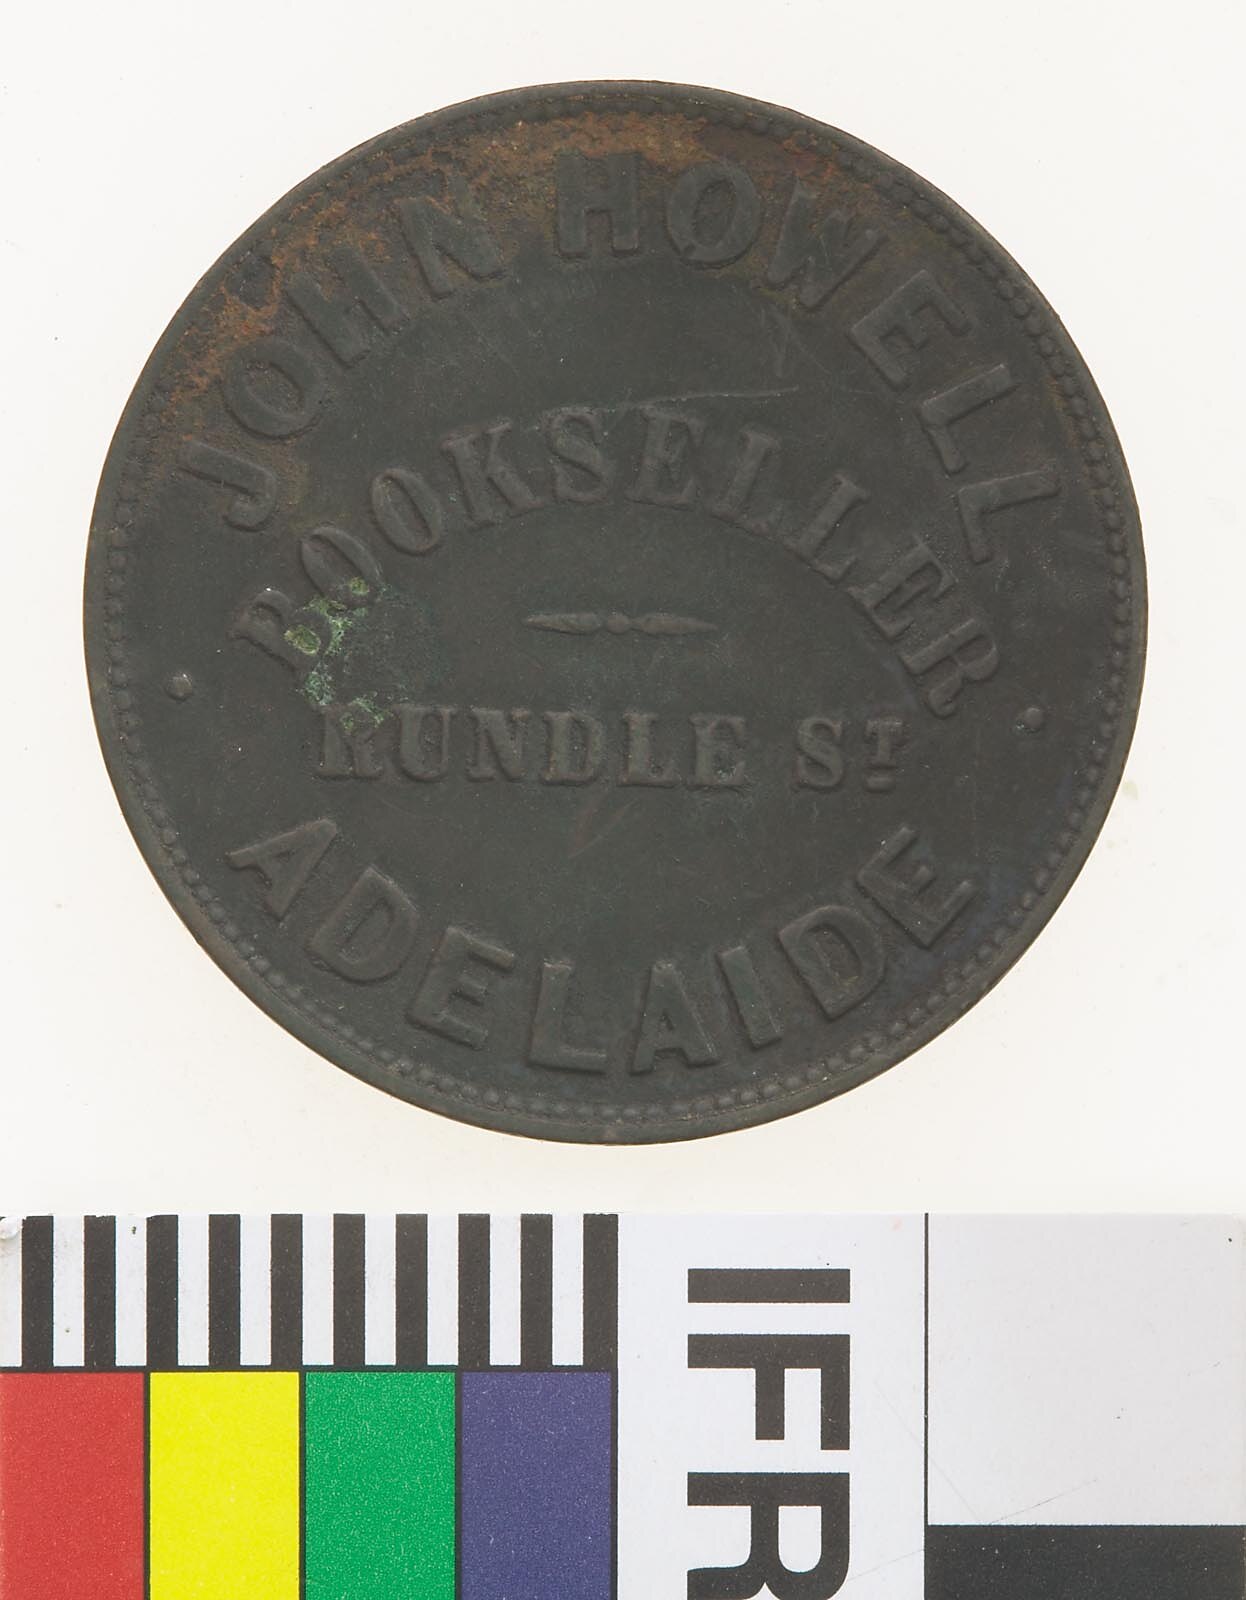 JOHN HOWELL
BOOKSELLER
RUNDLE ST
ADELAIDE
IFR